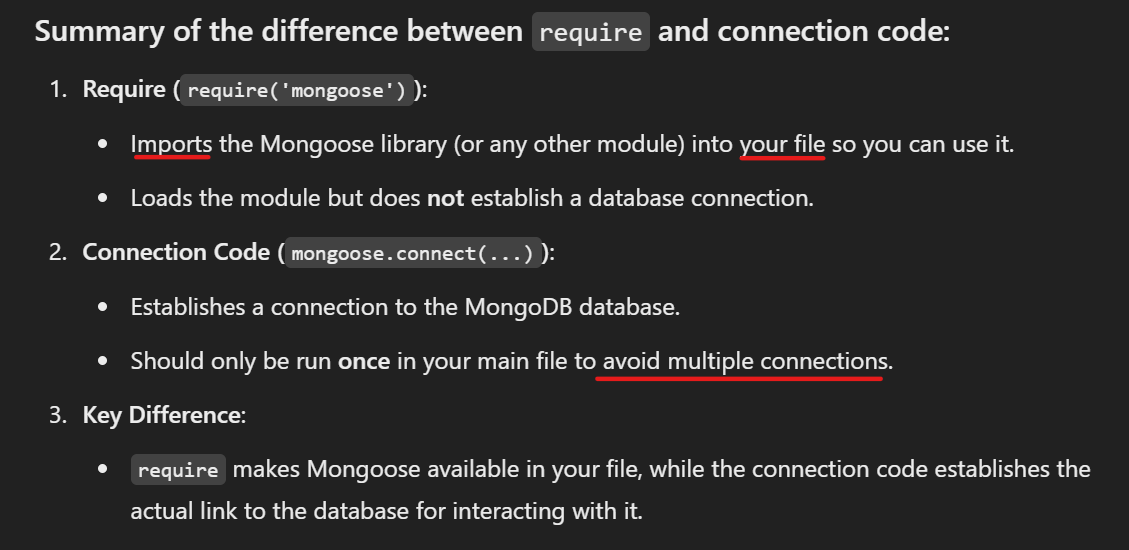 Summary of the difference between require and connection code:
1. Require (require('mongoose')):
• Imports the Mongoose library (or any other module) into your file so you can use it.
• Loads the module but does not establish a database connection.
2. Connection Code (mongoose.connect(...)):
• Establishes a connection to the MongoDB database.
• Should only be run once in your main file to avoid multiple connections.
3. Key Difference:
• require makes Mongoose available in your file, while the connection code establishes the
actual link to the database for interacting with it.